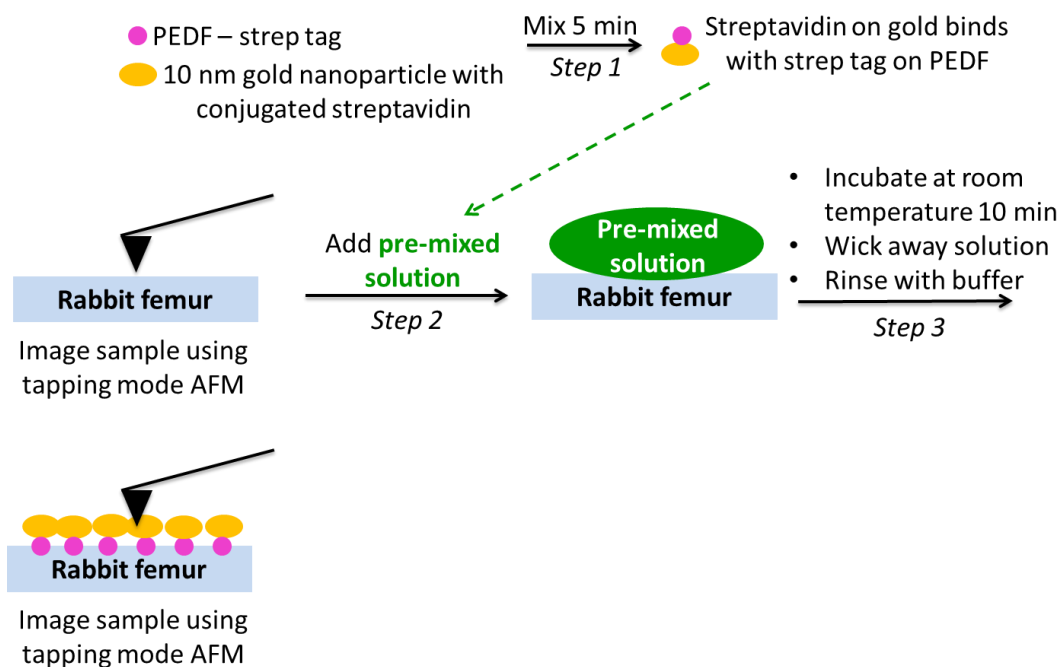 PEDF – strep tag
10 nm gold nanoparticle with
conjugated streptavidin
Mix 5 min
Step 1
Streptavidin on gold binds
with strep tag on PEDF
Rabbit femur
Image sample using
tapping mode AFM
Add pre-mixed
solution
Step 2
Pre-mixed
solution
Rabbit femur
• Incubate at room
temperature 10 min
• Wick away solution
• Rinse with buffer
Step 3
Rabbit femur
Image sample using
tapping mode AFM